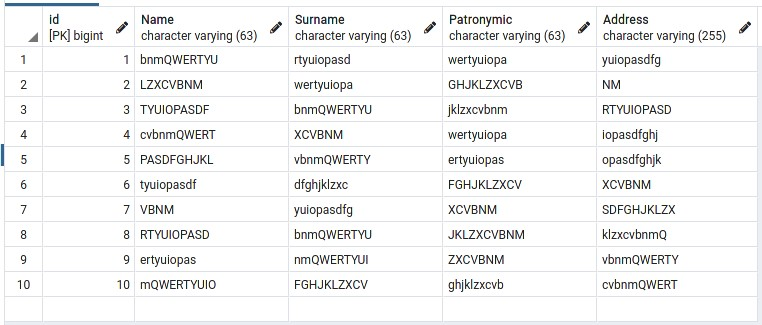 id Name Surname Patronymic Address
[PK] bigint character varying (63) character varying (63) character varying (63) character varying (255)
1 1 bnmQWERTYU rtyuiopasd wertyuiopa yuiopasdfg
2 2 LZXCVBNM wertyuiopa GHJKLZXCVB NM
3 3 TYUIOPASDF bnmQWERTYU jklzxcvbnm RTYUIOPASD
4 4 cvbnmQWERT XCVBNM wertyuiopa iopasdfghj
5 5 PASDFGHJKL vbnmQWERTY ertyuiopas opasdfghjk
6 6 tyuiopasdf dfghjklzxc FGHJKLZXCV XCVBNM
7 7 VBNM yuiopasdfg XCVBNM SDFGHJKLZX
8 8 RTYUIOPASD bnmQWERTYU JKLZXCVBNM klzxcvbnmQ
9 9 ertyuiopas nmQWERTYUI ZXCVBNM vbnmQWERTY
10 10 mQWERTYUIO FGHJKLZXCV ghjklzxcvb cvbnmQWERT